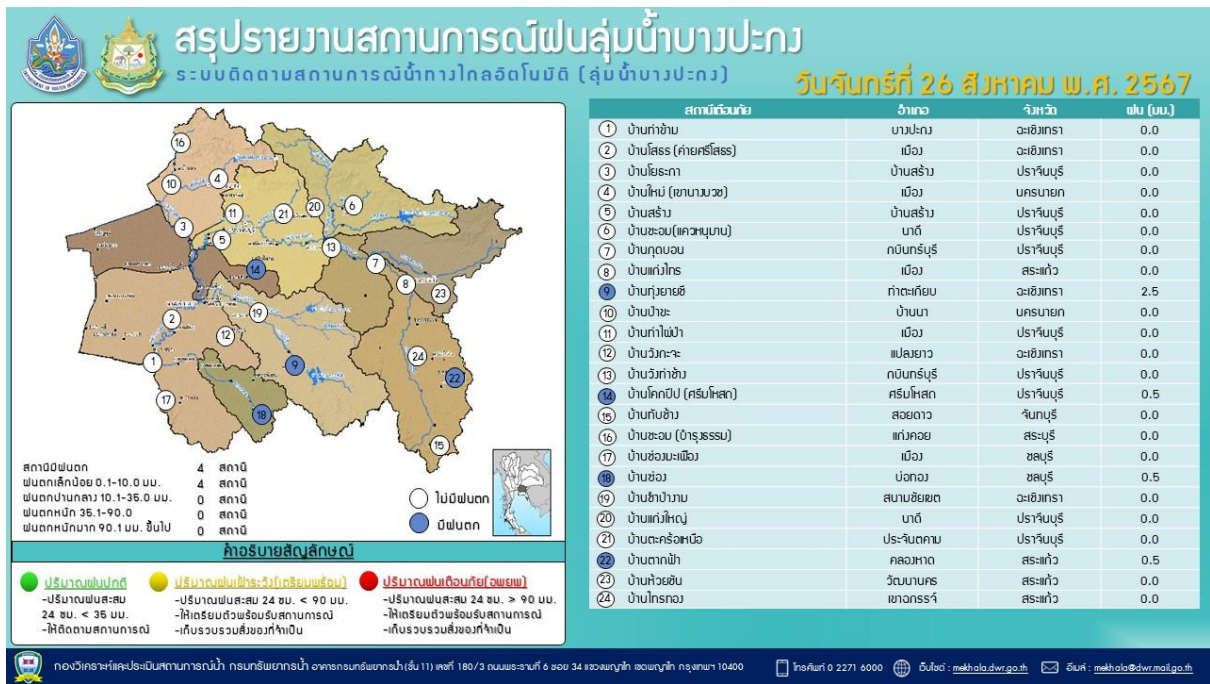 สรุปรายงานสถานการณ์ฝนลุ่มน้ำบางปะกง
ระบบติดตามสถานการณ์น้ำทางไกลอัตโนมัติ (ลุ่มน้ำบางปะกง)
วันจันทร์ที่ 26 สิงหาคม พ.ศ. 2567
สถานีเตือนภัย อำเภอ จังหวัด ฝน (มม.)
1 บ้านท่าข้าม บางปะกง ฉะเชิงเทรา 0.0
2 บ้านโสธร (ค่ายศรีโสธร) เมือง ฉะเชิงเทรา 0.0
3 บ้านโยธะกา บ้านสร้าง ปราจีนบุรี 0.0
4 บ้านใหม่ (เขานางบวช) เมือง นครนายก 0.0
5 บ้านสร้าง บ้านสร้าง ปราจีนบุรี 0.0
6 บ้านชะอม(แควหนุมาน) นาดี ปราจีนบุรี 0.0
7 บ้านกุดบอน กบินทร์บุรี ปราจีนบุรี 0.0
8 บ้านแก่งไทร เมือง สระแก้ว 0.0
9 บ้านทุ่งยายชี ท่าตะเกียบ ฉะเชิงเทรา 2.5
10 บ้านป่าขะ บ้านนา นครนายก 0.0
11 บ้านท่าไผ่ป่า เมือง ปราจีนบุรี 0.0
12 บ้านวังกะจะ แปลงยาว ฉะเชิงเทรา 0.0
13 บ้านวังท่าช้าง กบินทร์บุรี ปราจีนบุรี 0.0
14 บ้านโคกปีป (ศรีมโหสถ) ศรีมโหสถ ปราจีนบุรี 0.5
15 บ้านทับช้าง สอยดาว จันทบุรี 0.0
16 บ้านชะอม (บำรุงธรรม) แก่งคอย สระบุรี 0.0
17 บ้านช่องมะเฟือง เมือง ชลบุรี 0.0
18 บ้านช่อง บ่อทอง ชลบุรี 0.5
19 บ้านชำป่างาม สนามชัยเขต ฉะเชิงเทรา 0.0
20 บ้านแก่งใหญ่ นาดี ปราจีนบุรี 0.0
21 บ้านตะคร้อเหนือ ประจันตคาม ปราจีนบุรี 0.0
22 บ้านตากฟ้า คลองหาด สระแก้ว 0.5
23 บ้านห้วยชัน วัฒนานคร สระแก้ว 0.0
24 บ้านไทรทอง เขาฉกรรจ์ สระแก้ว 0.0
16
10
4
11
21
20
6
3
5
13
14
7
8
23
19
2
12
1
9
24
22
17
18
15
สถานีมีฝนตก 4 สถานี
ฝนตกเล็กน้อย 0.1-10.0 มม. 4 สถานี
ฝนตกปานกลาง 10.1-35.0 มม. 0 สถานี
ฝนตกหนัก 35.1-90.0 0 สถานี
ฝนตกหนักมาก 90.1 มม. ขึ้นไป 0 สถานี
ไม่มีฝนตก
มีฝนตก
คำอธิบายสัญลักษณ์
ปริมาณฝนปกติ
-ปริมาณฝนสะสม
24 ชม. < 35 มม.
-ให้ติดตามสถานการณ์
ปริมาณฝนเฝ้าระวัง(เตรียมพร้อม)
-ปริมาณฝนสะสม 24 ชม. < 90 มม.
-ให้เตรียมตัวพร้อมรับสถานการณ์
-เก็บรวบรวมสิ่งของที่จำเป็น
ปริมาณฝนเตือนภัย(อพยพ)
-ปริมาณฝนสะสม 24 ชม. > 90 มม.
-ให้เตรียมตัวพร้อมรับสถานการณ์
-เก็บรวบรวมสิ่งของที่จำเป็น
กองวิเคราะห์และประเมินสถานการณ์น้ำ กรมทรัพยากรน้ำ อาคารกรมทรัพยากรน้ำ(ชั้น 11) เลขที่ 180/3 ถนนพระรามที่ 6 ซอย 34 แขวงพญาไท เขตพญาไท กรุงเทพฯ 10400 โทรศัพท์ 0 2271 6000 เว็บไซต์ : mekhala.dwr.go.th อีเมล์ : mekhala@dwr.mail.go.th